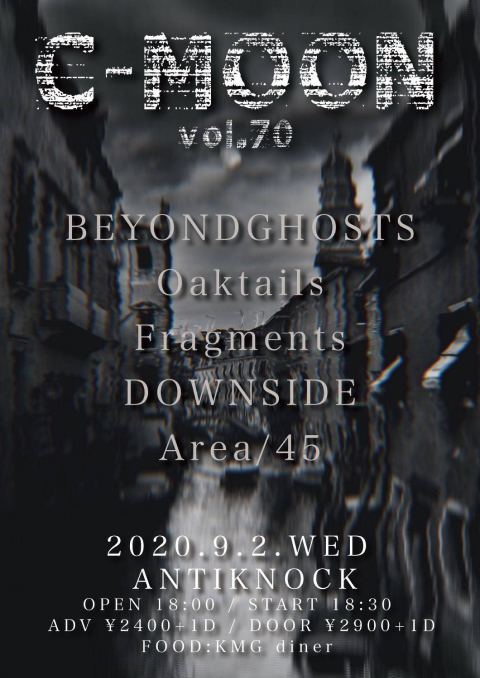 C-MOON
vol.70
BEYONDGHOSTS
Oaktails
Fragments
DOWNSIDE
Area/45
2020.9.2.WED
ANTIKNOCK
OPEN 18:00 / START 18:30
ADV ¥2400+1D / DOOR ¥2900+1D
FOOD:KMG diner